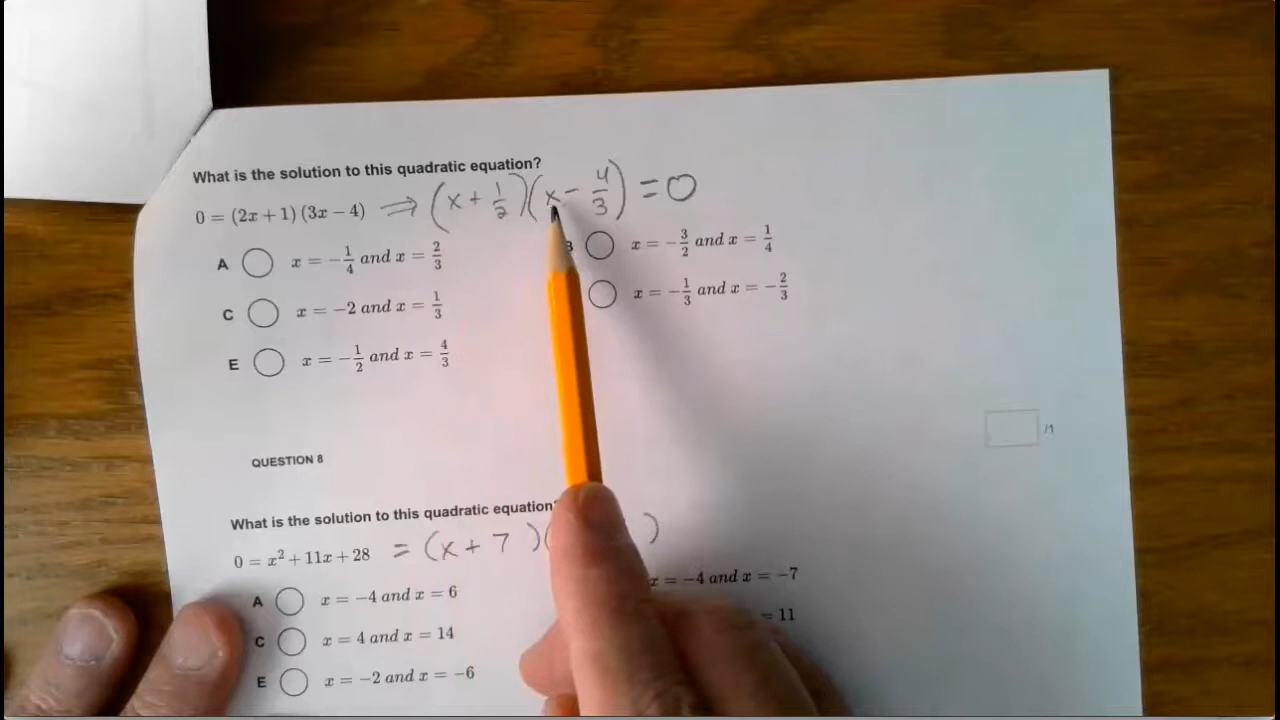 What is the solution to this quadratic equation?
0 = (2x + 1) (3x − 4) ⇒ (x + 1/2)(x − 4/3) = 0
A x = −1/4 and x = 2/3
x = −3/2 and x = 1/4
C x = −2 and x = 1/3
x = −1/3 and x = −2/3
E x = −1/2 and x = 4/3
/1
QUESTION 8
What is the solution to this quadratic equation
0 = x² + 11x + 28 = (x + 7 )( )
A x = −4 and x = 6
x = −4 and x = −7
C x = 4 and x = 14
= 11
E x = −2 and x = −6